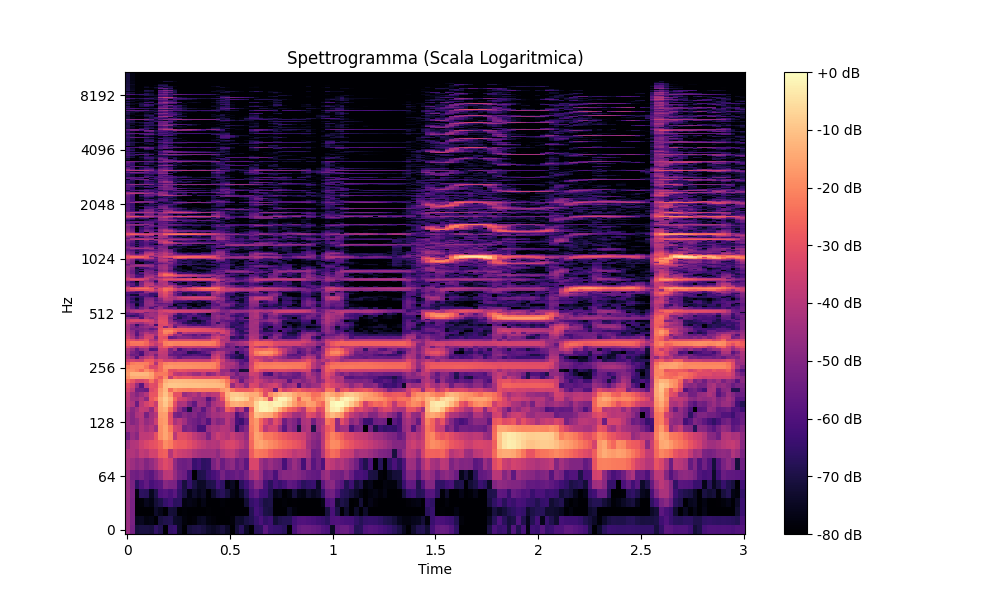 Spettrogramma (Scala Logaritmica)
Hz
8192
4096
2048
1024
512
256
128
64
0
0 0.5 1 1.5 2 2.5 3
Time
+0 dB
-10 dB
-20 dB
-30 dB
-40 dB
-50 dB
-60 dB
-70 dB
-80 dB